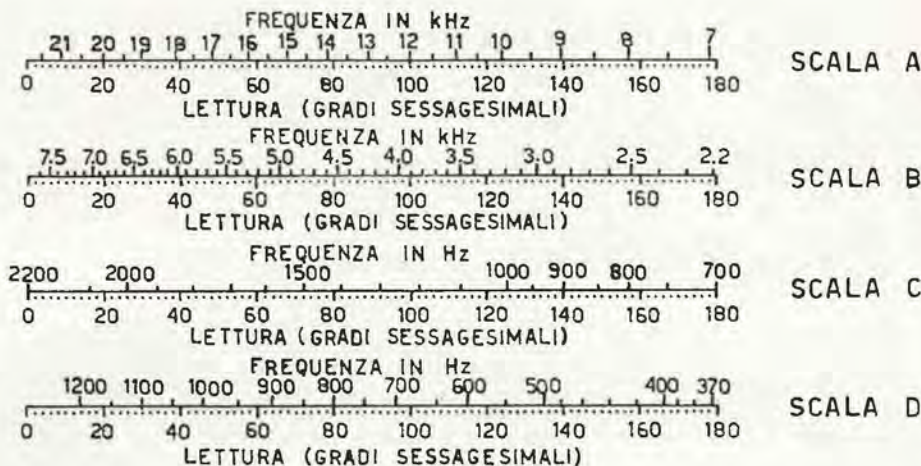 FREQUENZA IN kHz
21 20 19 18 17 16 15 14 13 12 11 10 9 8 7
SCALA A
0 20 40 60 80 100 120 140 160 180
LETTURA (GRADI SESSAGESIMALI)
FREQUENZA IN kHz
7.5 7.0 6.5 6.0 5.5 5.0 4.5 4.0 3.5 3.0 2.5 2.2
SCALA B
0 20 40 60 80 100 120 140 160 180
LETTURA (GRADI SESSAGESIMALI)
FREQUENZA IN Hz
2200 2000 1500 1000 900 800 700
SCALA C
0 20 40 60 80 100 120 140 160 180
LETTURA (GRADI SESSAGESIMALI)
FREQUENZA IN Hz
1200 1100 1000 900 800 700 600 500 400 370
SCALA D
0 20 40 60 80 100 120 140 160 180
LETTURA (GRADI SESSAGESIMALI)